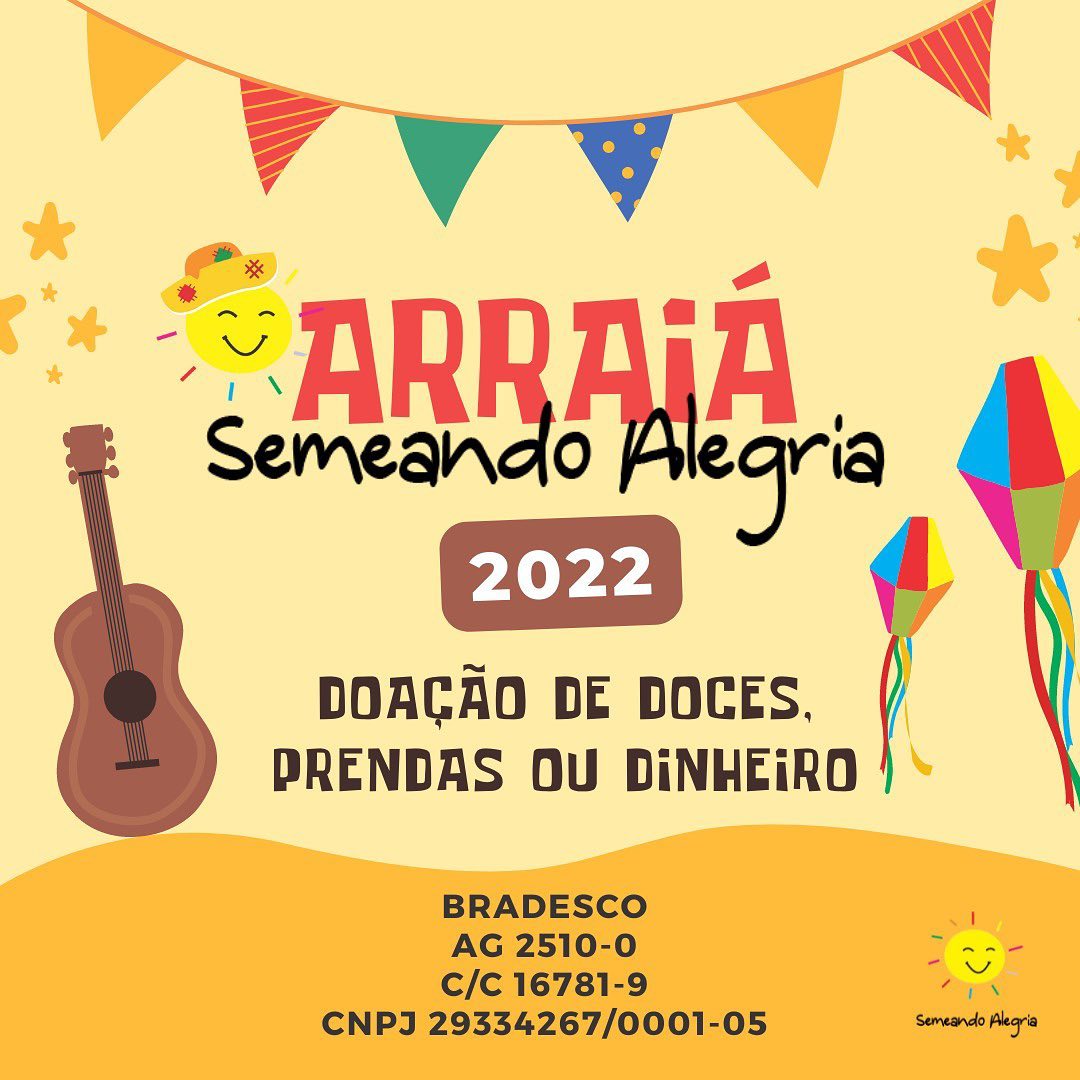 ARRAIÁ
Semeando Alegria
2022
DOAÇÃO DE DOCES,
PRENDAS OU DINHEIRO
BRADESCO
AG 2510-0
C/C 16781-9
CNPJ 29334267/0001-05
Semeando Alegria